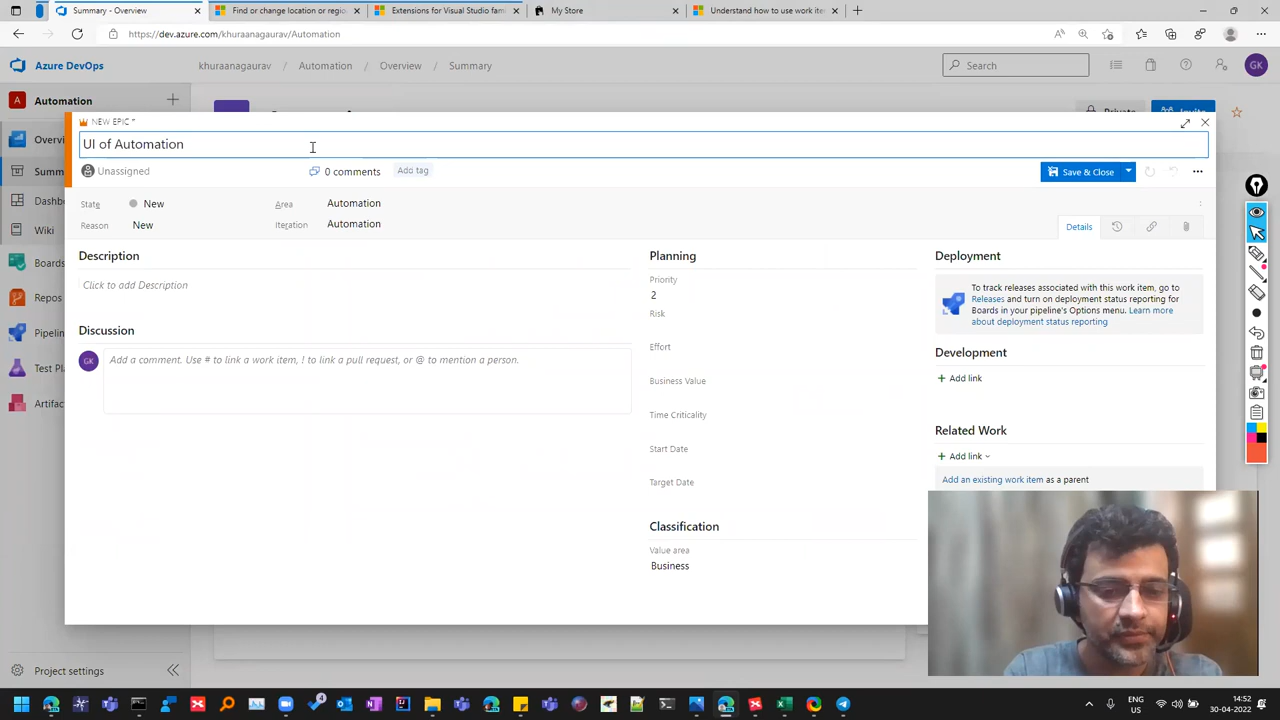 Summary - Overview
Find or change location or regio
Extensions for Visual Studio fam
My Store
Understand how to use work ite
https://dev.azure.com/khuraanagaurav/Automation
Azure DevOps
khuraanagaurav / Automation / Overview / Summary
Search
GK
A Automation
Private
Invite
Overvi
Summ
Dashb
Wiki
Boards
Repos
Pipelin
Test Pl
Artifac
Project settings
NEW EPIC *
UI of Automation
Unassigned
0 comments
Add tag
Save & Close
State
New
Area
Automation
Reason
New
Iteration
Automation
Details
Description
Click to add Description
Discussion
GK
Add a comment. Use # to link a work item, ! to link a pull request, or @ to mention a person.
Planning
Priority
2
Risk
Effort
Business Value
Time Criticality
Start Date
Target Date
Classification
Value area
Business
Deployment
To track releases associated with this work item, go to
Releases and turn on deployment status reporting for
Boards in your pipeline's Options menu. Learn more
about deployment status reporting
Development
+ Add link
Related Work
+ Add link
Add an existing work item as a parent
4
ENG
US
14:52
30-04-2022